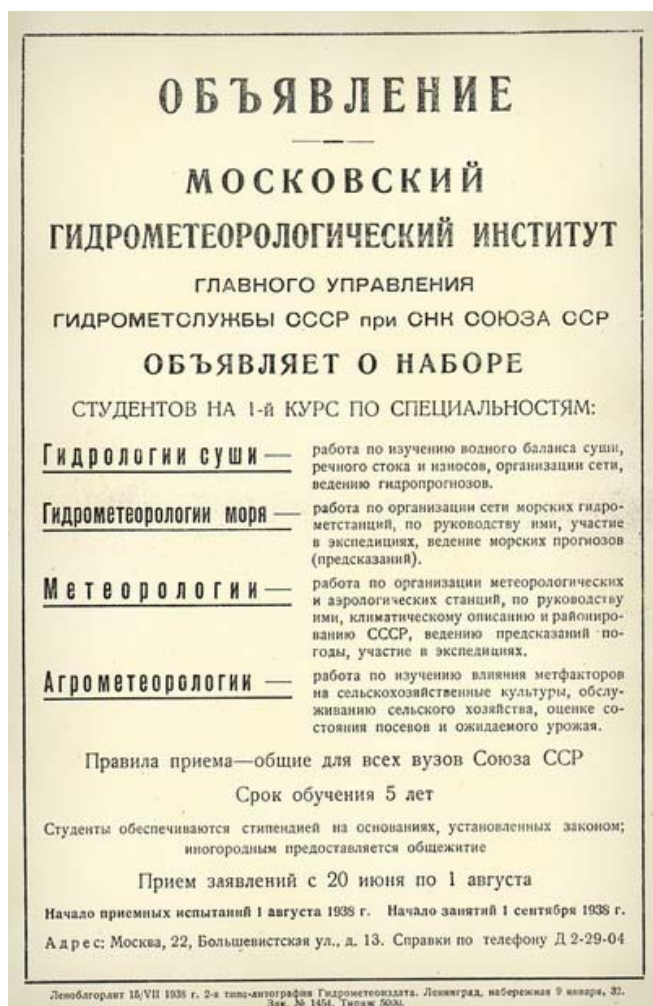 ОБЪЯВЛЕНИЕ
МОСКОВСКИЙ
ГИДРОМЕТЕОРОЛОГИЧЕСКИЙ ИНСТИТУТ
ГЛАВНОГО УПРАВЛЕНИЯ
ГИДРОМЕТСЛУЖБЫ СССР при СНК СОЮЗА ССР
ОБЪЯВЛЯЕТ О НАБОРЕ
СТУДЕНТОВ НА 1-й КУРС ПО СПЕЦИАЛЬНОСТЯМ:
Гидрологии суши — работа по изучению водного баланса суши,
речного стока и наносов, организации сети,
ведению гидропрогнозов.
Гидрометеорологии моря — работа по организации сети морских гидро-
метстанций, по руководству ими, участие
в экспедициях, ведение морских прогнозов
(предсказаний).
Метеорологии — работа по организации метеорологических
и аэрологических станций, по руководству
ими, климатическому описанию и райониро-
ванию СССР, ведению предсказаний по-
годы, участие в экспедициях.
Агрометеорологии — работа по изучению влияния метфакторов
на сельскохозяйственные культуры, обслу-
живанию сельского хозяйства, оценке со-
стояния посевов и ожидаемого урожая.
Правила приема—общие для всех вузов Союза ССР
Срок обучения 5 лет
Студенты обеспечиваются стипендией на основаниях, установленных законом;
иногородным предоставляется общежитие
Прием заявлений с 20 июня по 1 августа
Начало приемных испытаний 1 августа 1938 г. Начало занятий 1 сентября 1938 г.
Адрес: Москва, 22, Большевистская ул., д. 13. Справки по телефону Д 2-29-04
Леноблгорлит 15/VII 1938 г. 2-я типо-литография Гидрометеоиздата. Ленинград, набережная 9 января, 32.
Зак. № 1454. Тираж 5000.